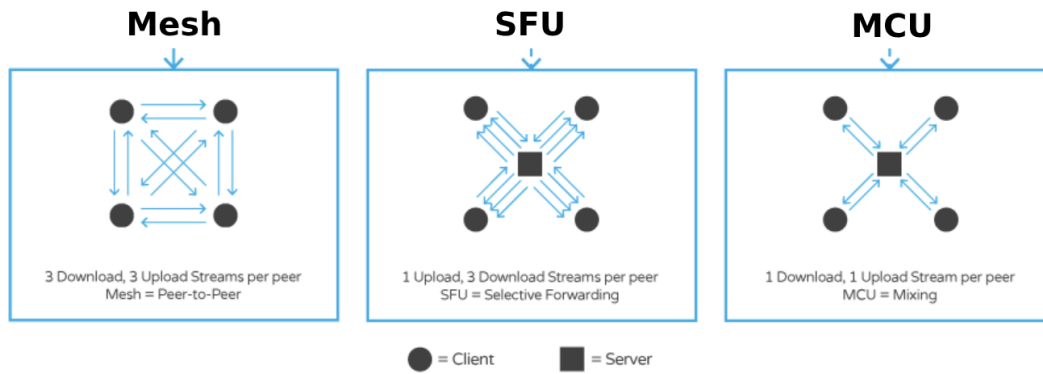 Mesh
SFU
MCU
3 Download, 3 Upload Streams per peer
Mesh = Peer-to-Peer
1 Upload, 3 Download Streams per peer
SFU = Selective Forwarding
1 Download, 1 Upload Stream per peer
MCU = Mixing
= Client
= Server